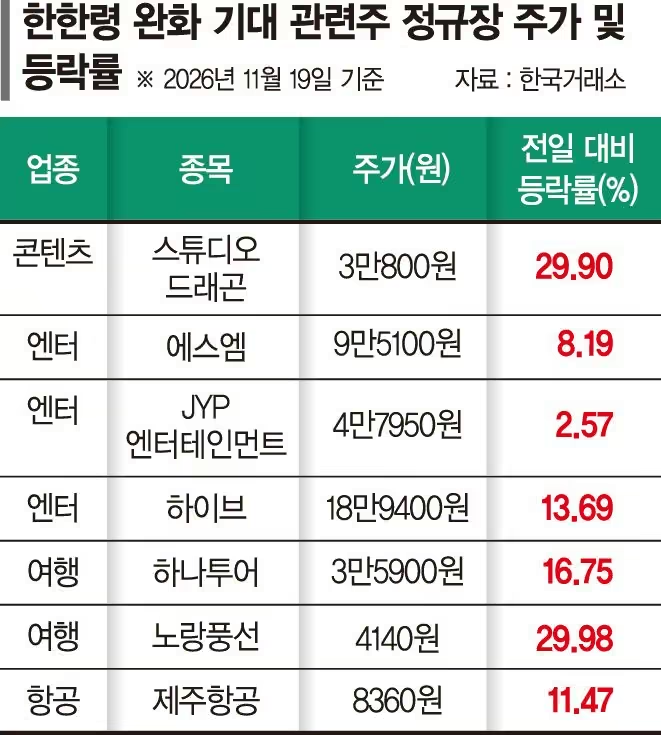 한한령 완화 기대 관련주 정규장 주가 및
등락률 ※ 2026년 11월 19일 기준 자료 : 한국거래소
업종 종목 주가(원) 전일 대비
등락률(%)
콘텐츠 스튜디오
드래곤 3만800원 29.90
엔터 에스엠 9만5100원 8.19
엔터 JYP
엔터테인먼트 4만7950원 2.57
엔터 하이브 18만9400원 13.69
여행 하나투어 3만5900원 16.75
여행 노랑풍선 4140원 29.98
항공 제주항공 8360원 11.47